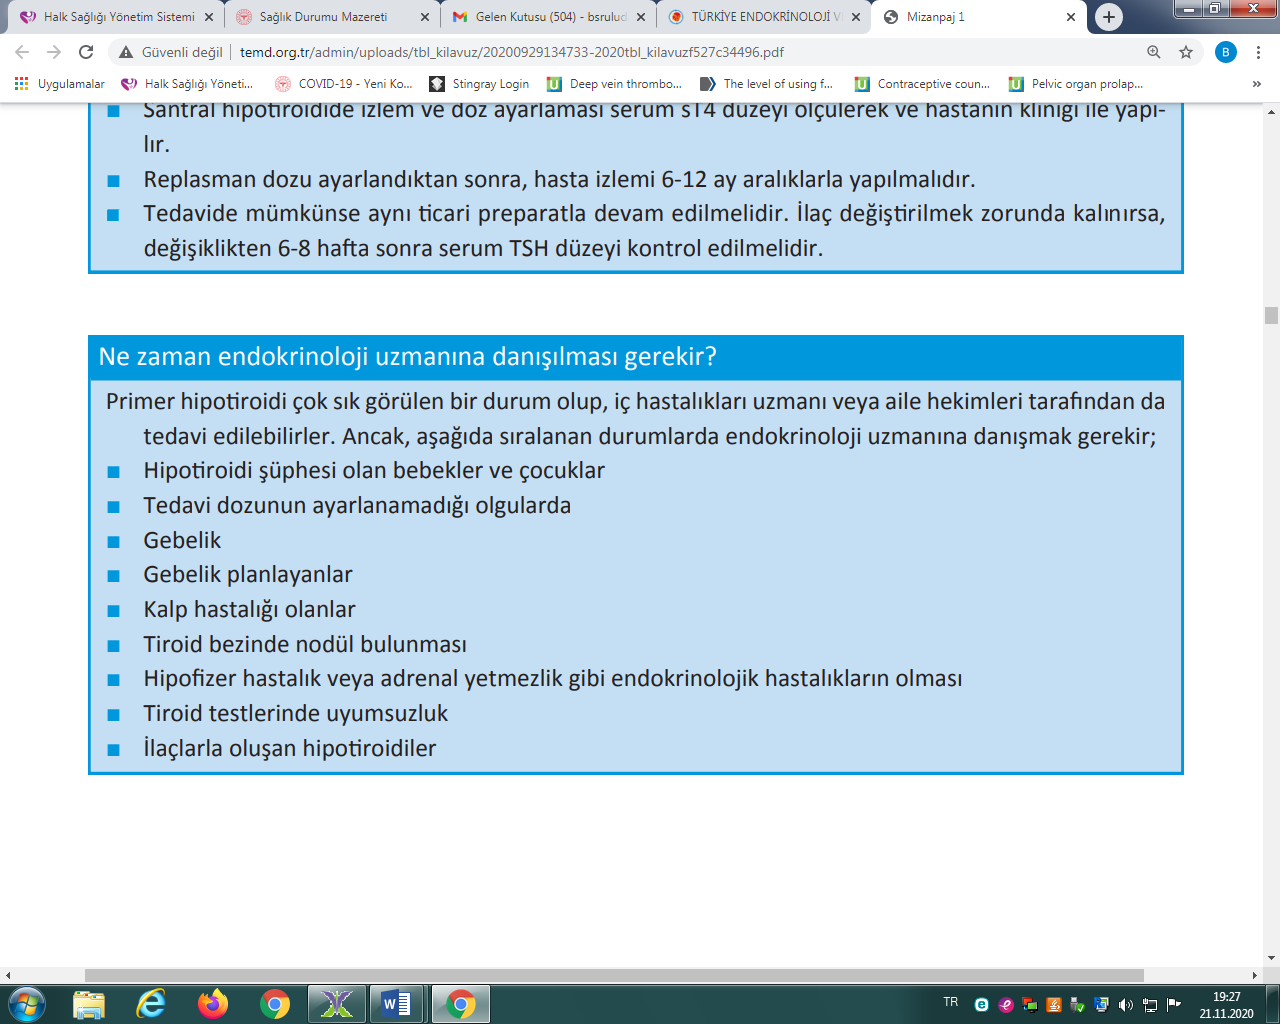 Halk Sağlığı Yönetim Sistemi
Sağlık Durumu Mazereti
Gelen Kutusu (504) - bsrulud
TÜRKİYE ENDOKRİNOLOJİ V
Mizanpaj 1
Güvenli değil
temd.org.tr/admin/uploads/tbl_kilavuz/20200929134733-2020tbl_kilavuzf527c34496.pdf
B
Uygulamalar
Halk Sağlığı Yöneti...
COVID-19 - Yeni Ko...
Stingray Login
Deep vein thrombo...
The level of using f...
Contraceptive coun...
Pelvic organ prolap...
»
■ Santral hipotiroidide izlem ve doz ayarlaması serum sT4 düzeyi ölçülerek ve hastanın kliniği ile yapı-
lır.
■ Replasman dozu ayarlandıktan sonra, hasta izlemi 6-12 ay aralıklarla yapılmalıdır.
■ Tedavide mümkünse aynı ticari preparatla devam edilmelidir. İlaç değiştirilmek zorunda kalınırsa,
değişiklikten 6-8 hafta sonra serum TSH düzeyi kontrol edilmelidir.
Ne zaman endokrinoloji uzmanına danışılması gerekir?
Primer hipotiroidi çok sık görülen bir durum olup, iç hastalıkları uzmanı veya aile hekimleri tarafından da
tedavi edilebilirler. Ancak, aşağıda sıralanan durumlarda endokrinoloji uzmanına danışmak gerekir;
■ Hipotiroidi şüphesi olan bebekler ve çocuklar
■ Tedavi dozunun ayarlanamadığı olgularda
■ Gebelik
■ Gebelik planlayanlar
■ Kalp hastalığı olanlar
■ Tiroid bezinde nodül bulunması
■ Hipofizer hastalık veya adrenal yetmezlik gibi endokrinolojik hastalıkların olması
■ Tiroid testlerinde uyumsuzluk
■ İlaçlarla oluşan hipotiroidiler
TR
19:27
21.11.2020